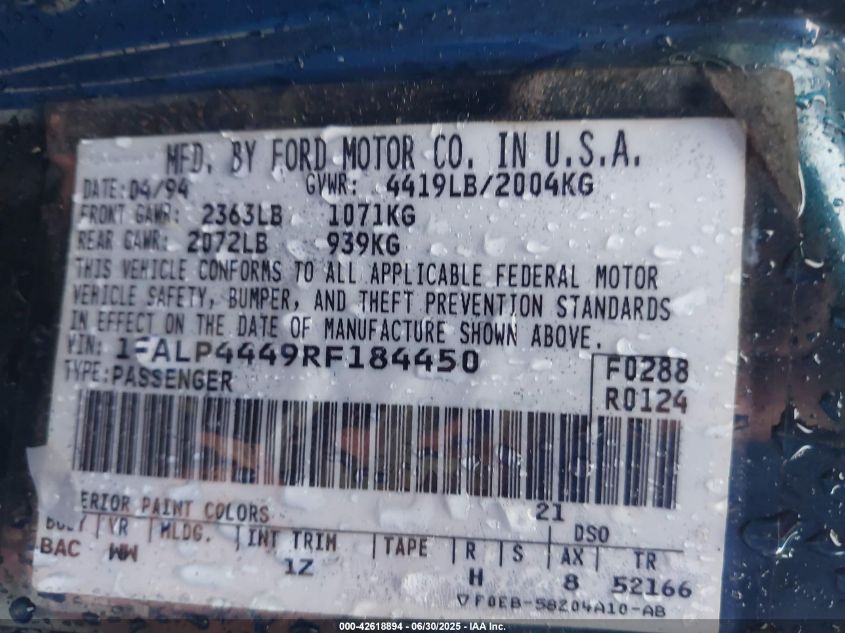 MFD. BY FORD MOTOR CO. IN U.S.A.
DATE: 04/94 GVWR: 4419LB/2004KG
FRONT GAWR: 2363LB 1071KG
REAR GAWR: 2072LB 939KG
THIS VEHICLE CONFORMS TO ALL APPLICABLE FEDERAL MOTOR
VEHICLE SAFETY, BUMPER, AND THEFT PREVENTION STANDARDS
IN EFFECT ON THE DATE OF MANUFACTURE SHOWN ABOVE.
VIN: 1FALP4449RF184450
TYPE: PASSENGER
F0288
R0124
ERIOR PAINT COLORS 21 DSO
BODY VR MLDG. INT TRIM TAPE R S AX TR
BAC WW 1Z H 8 52166
▽F0EB-58204A10-AB
000-42618894 - 06/30/2025 - IAA Inc.